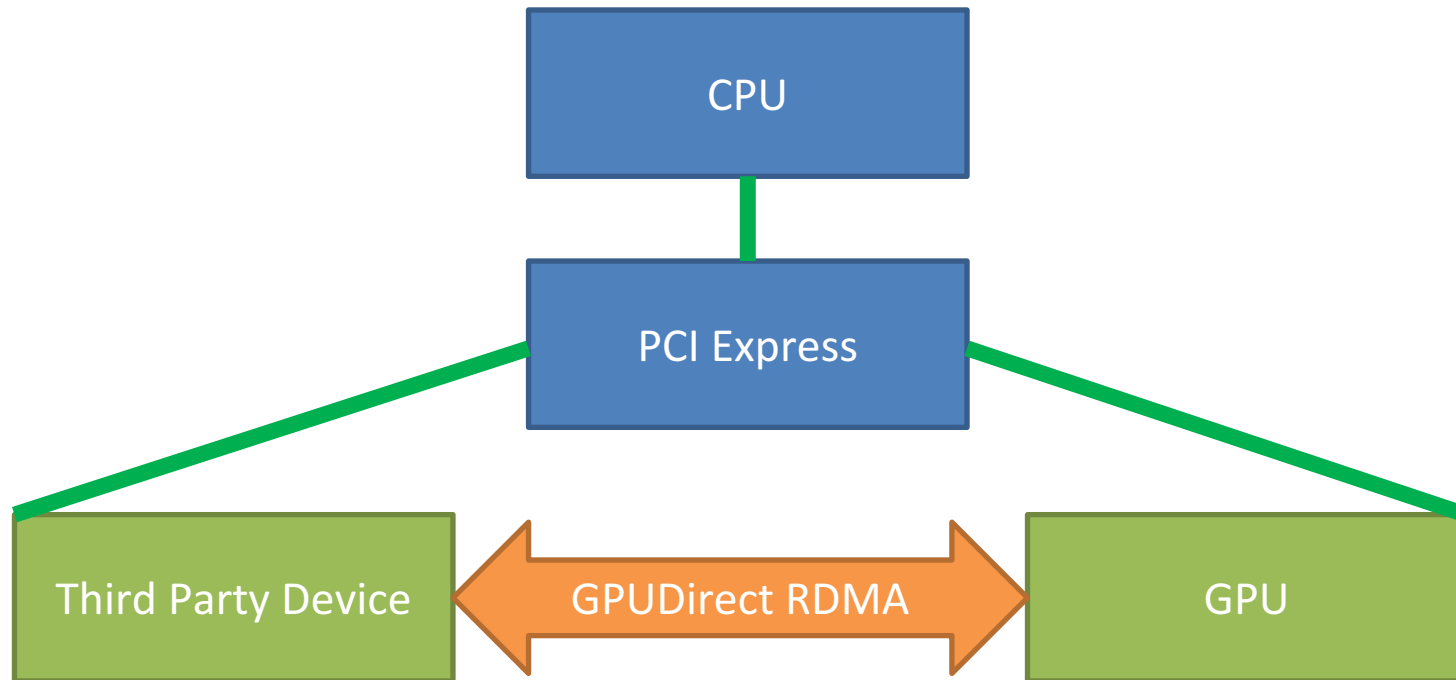 CPU
PCI Express
Third Party Device
GPUDirect RDMA
GPU